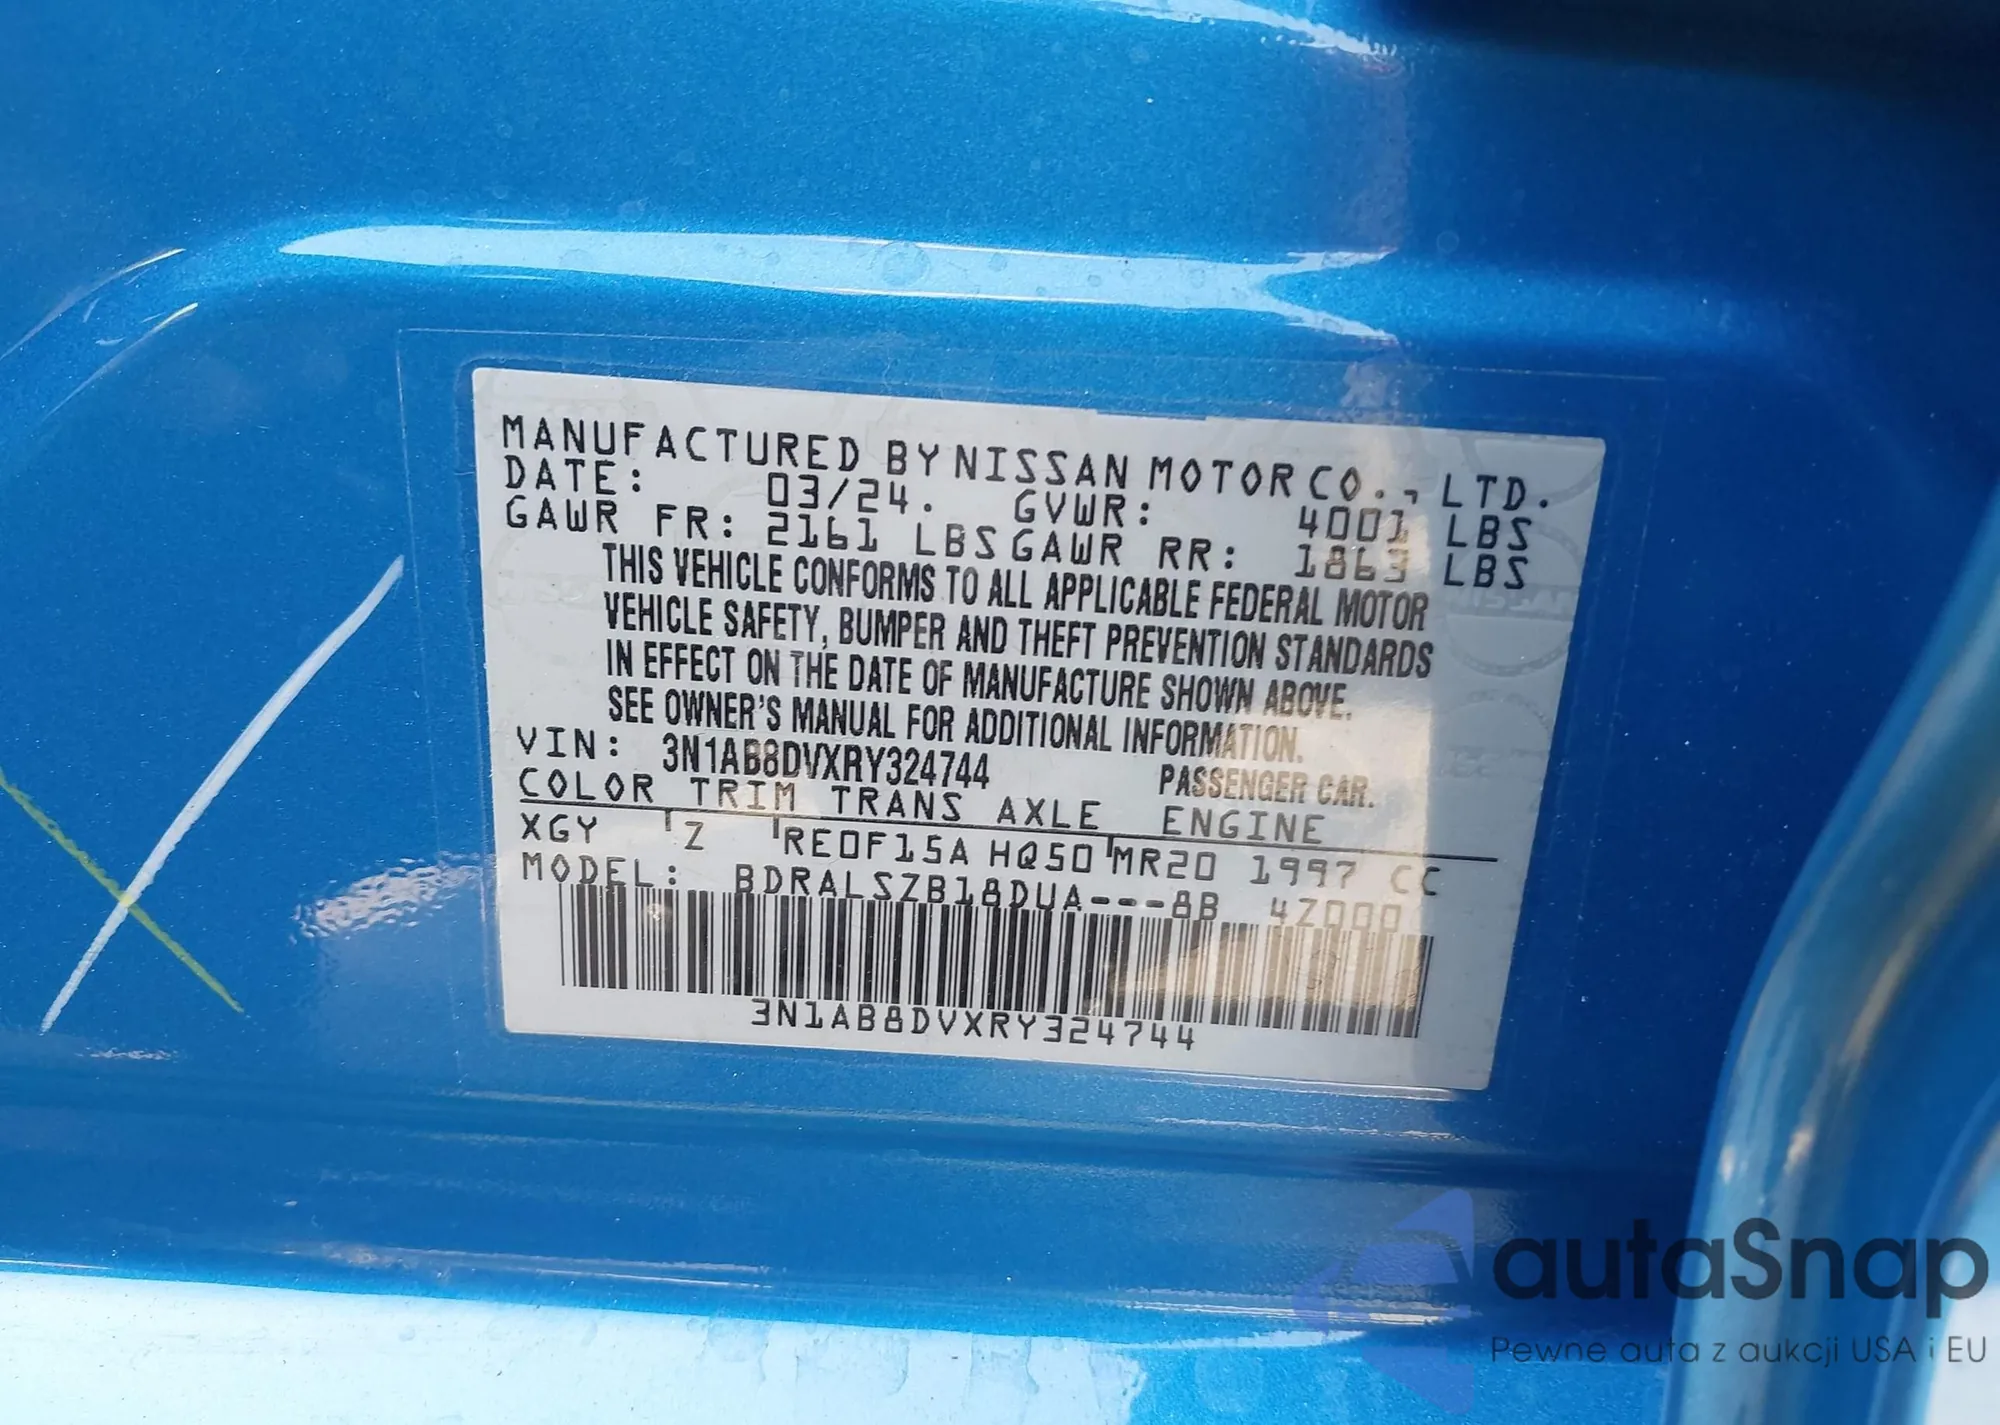 MANUFACTURED BY NISSAN MOTOR CO., LTD.
DATE: 03/24. GVWR: 4001 LBS
GAWR FR: 2161 LBS GAWR RR: 1863 LBS
THIS VEHICLE CONFORMS TO ALL APPLICABLE FEDERAL MOTOR
VEHICLE SAFETY, BUMPER AND THEFT PREVENTION STANDARDS
IN EFFECT ON THE DATE OF MANUFACTURE SHOWN ABOVE.
SEE OWNER'S MANUAL FOR ADDITIONAL INFORMATION.
VIN: 3N1AB8DVXRY324744 PASSENGER CAR.
COLOR TRIM TRANS AXLE ENGINE
XGY Z RE0F15A HQ50 MR20 1997 CC
MODEL: BDRALSZB18DUA---8B 4Z000
3N1AB8DVXRY324744
autaSnap
Pewne auta z aukcji USA i EU